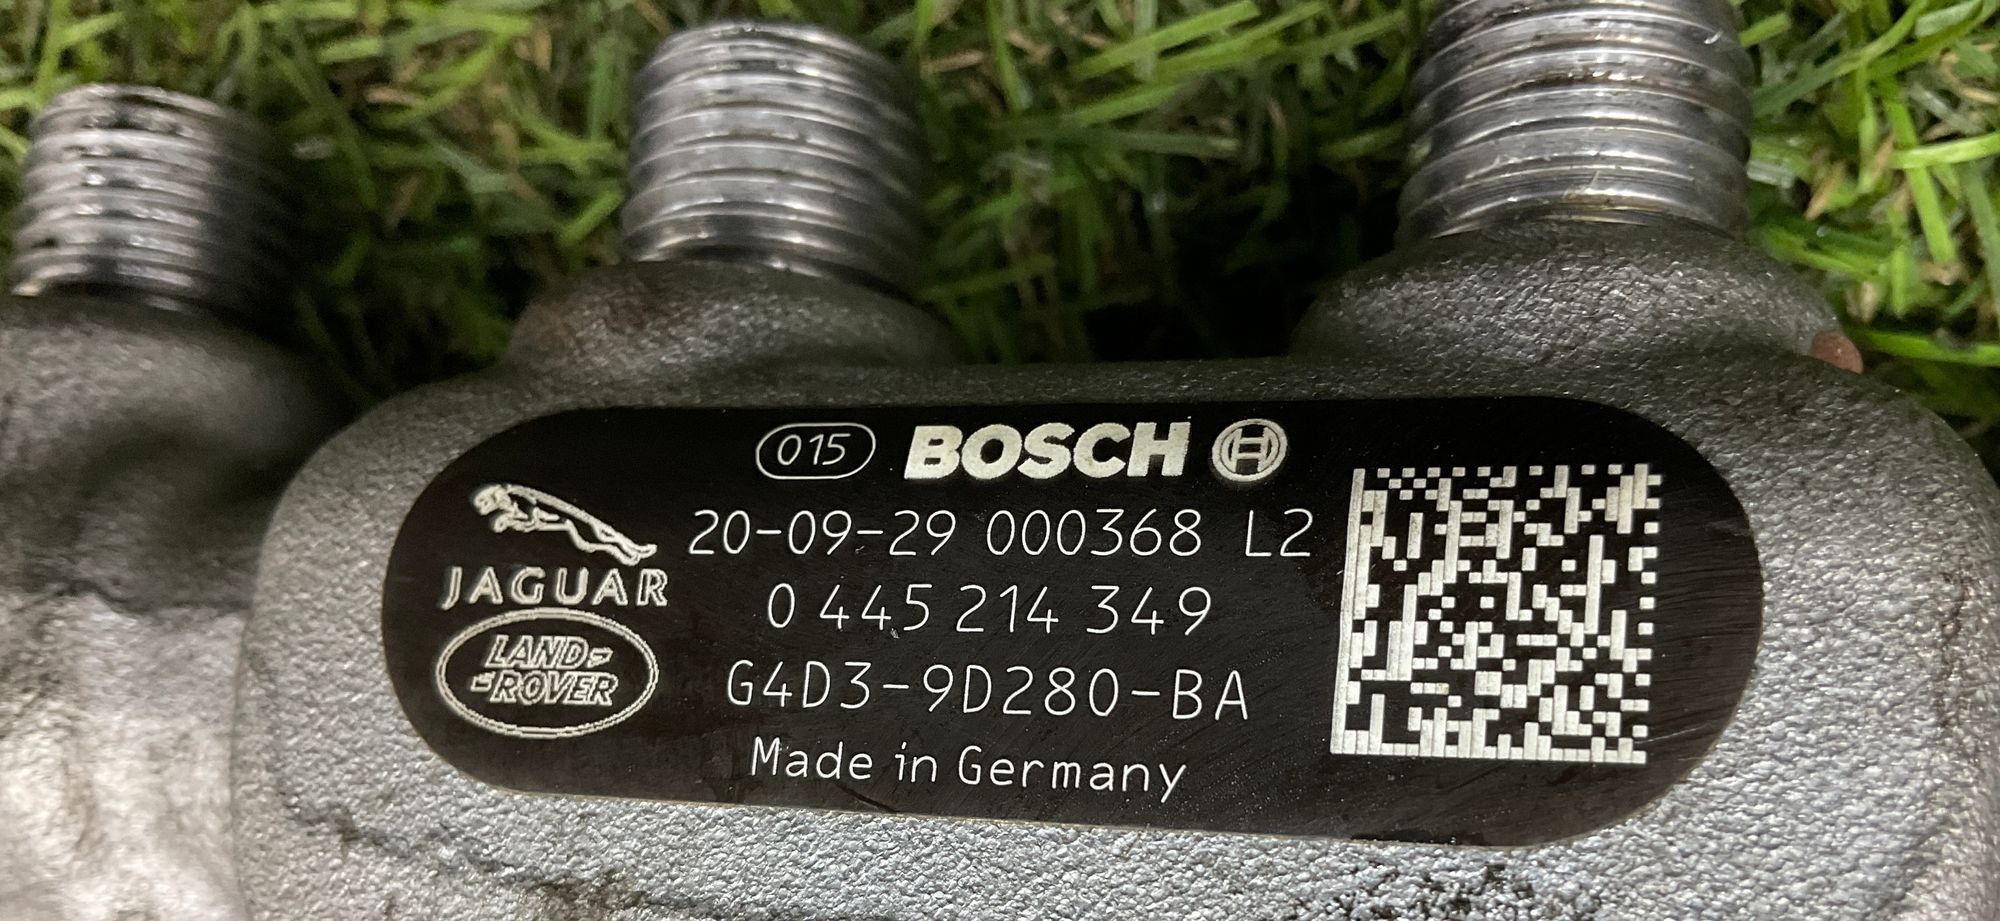 015 BOSCH
20-09-29 000368 L2
JAGUAR
0 445 214 349
LAND-
-ROVER
G4D3-9D280-BA
Made in Germany